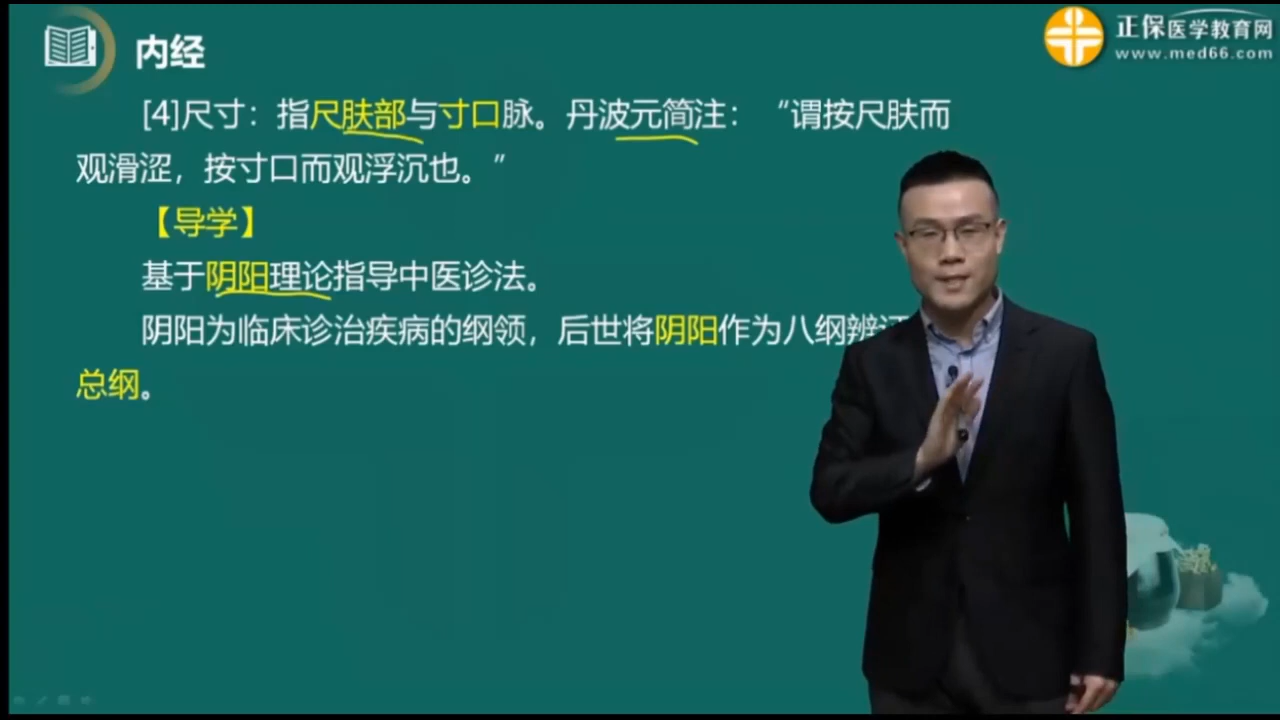 内经
正保医学教育网
www.med66.com
[4]尺寸：指尺肤部与寸口脉。丹波元简注：“谓按尺肤而
观滑涩，按寸口而观浮沉也。”
【导学】
基于阴阳理论指导中医诊法。
阴阳为临床诊治疾病的纲领，后世将阴阳作为八纲辨
总纲。